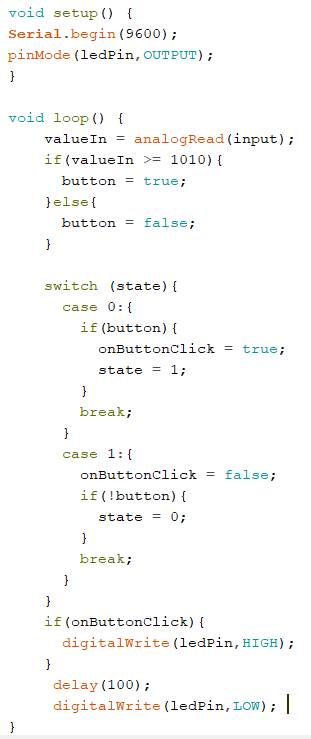 void setup() {
Serial.begin(9600);
pinMode(ledPin,OUTPUT);
}

void loop() {
    valueIn = analogRead(input);
    if(valueIn >= 1010){
      button = true;
    }else{
      button = false;
    }

    switch (state){
      case 0:{
        if(button){
          onButtonClick = true;
          state = 1;
        }
        break;
      }
      case 1:{
        onButtonClick = false;
        if(!button){
          state = 0;
        }
        break;
      }
    }
    if(onButtonClick){
      digitalWrite(ledPin,HIGH);
    }
     delay(100);
     digitalWrite(ledPin,LOW);
}